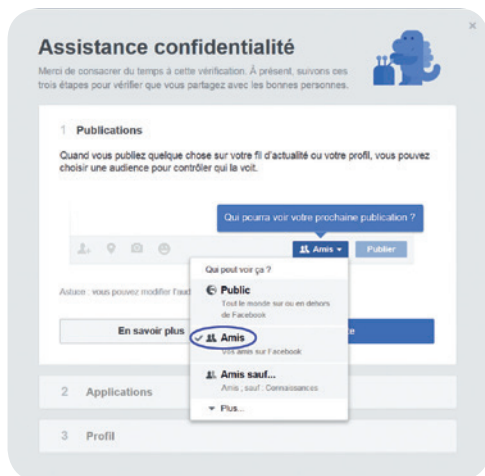 Assistance confidentialité
Merci de consacrer du temps à cette vérification. À présent, suivons ces
trois étapes pour vérifier que vous partagez avec les bonnes personnes.
1 Publications
Quand vous publiez quelque chose sur votre fil d'actualité ou votre profil, vous pouvez
choisir une audience pour contrôler qui la voit.
Qui pourra voir votre prochaine publication ?
Amis
Publier
Qui peut voir ça ?
Astuce : vous pouvez modifier
Public
Tout le monde sur ou en dehors
de Facebook
En savoir plus
Amis
Vos amis sur Facebook
Amis sauf...
Amis ; sauf : Connaissances
Plus...
2 Applications
3 Profil